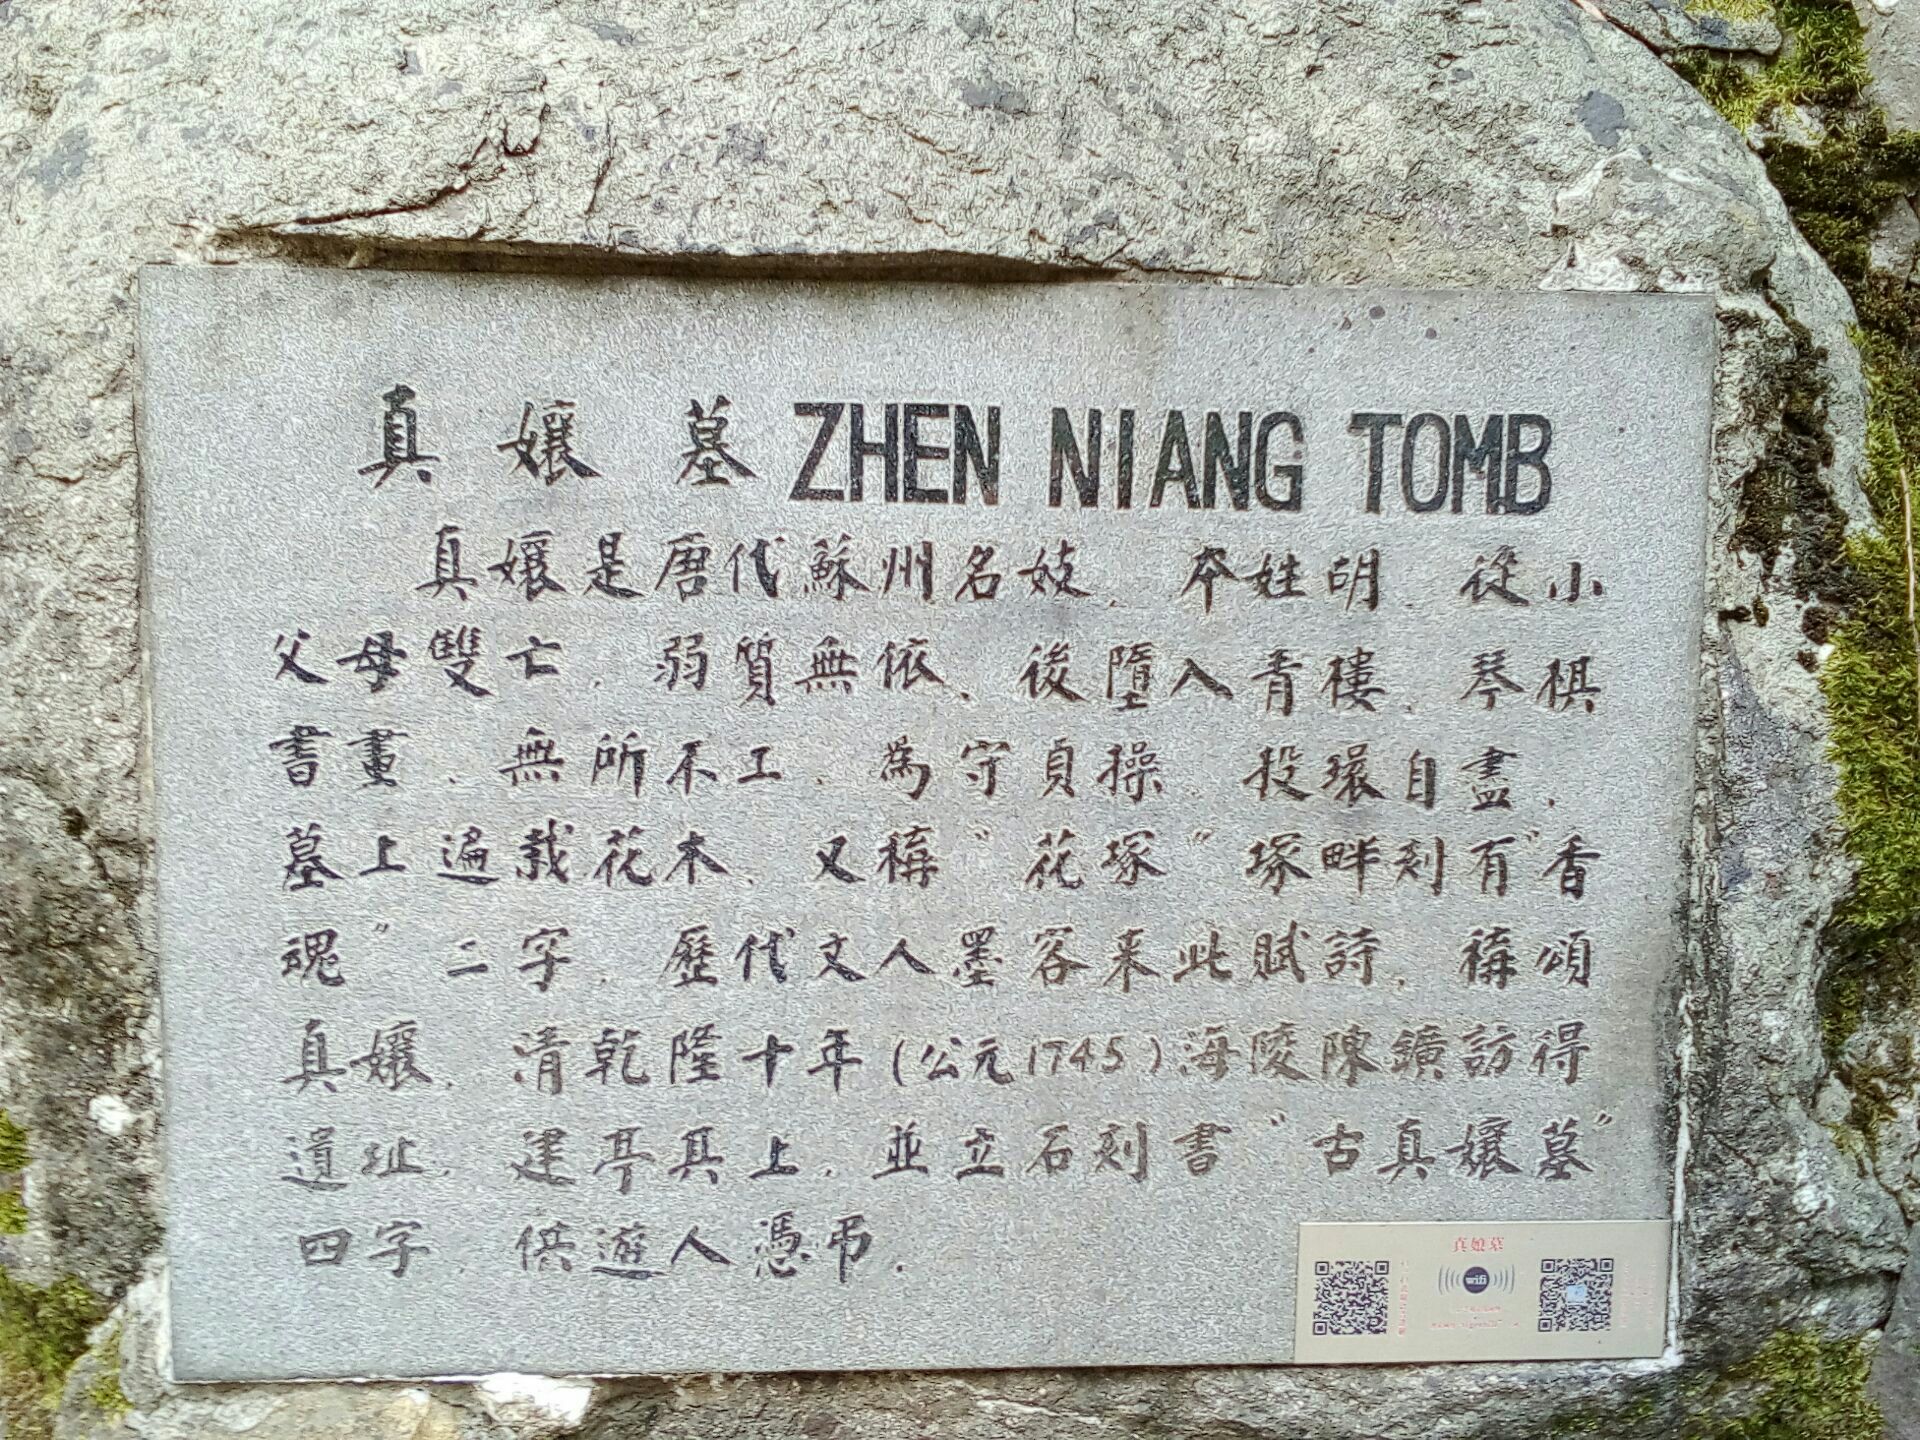 真孃墓 ZHEN NIANG TOMB
真孃是唐代蘇州名妓．本姓胡．從小
父母雙亡．弱質無依．後墮入青樓．琴棋
書畫．無所不工．為守貞操．投環自盡．
墓上遍栽花木．又稱“花塚”塚畔刻有“香
魂”二字．歷代文人墨客来此賦詩．稱頌
真孃．清乾隆十年(公元1745)海陵陳鑛訪得
遺址．建亭其上．並立石刻書“古真孃墓”
四字．供遊人憑吊．
真娘墓
wifi